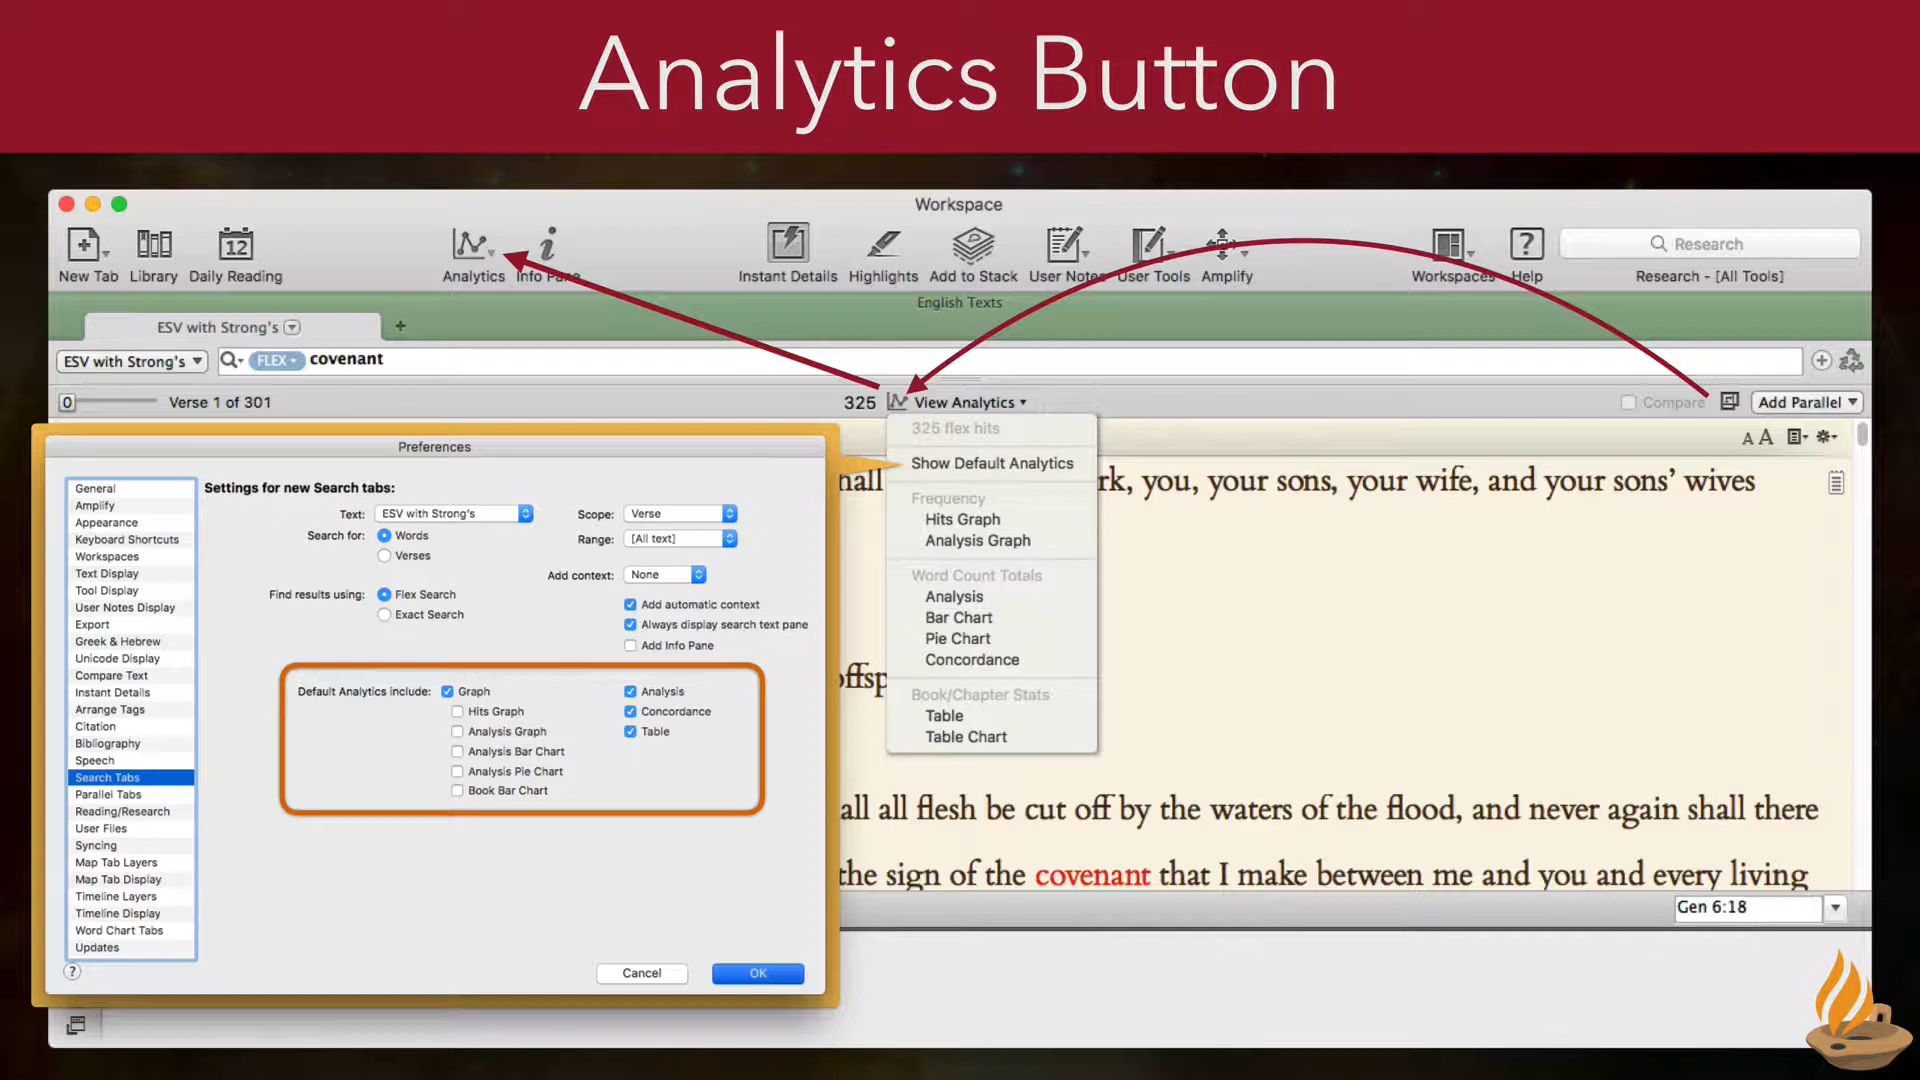 Analytics Button
Workspace
New Tab
Library
12
Daily Reading
Analytics
Info Pane
Instant Details
Highlights
Add to Stack
User Notes
User Tools
Amplify
Workspaces
?
Help
Research
Research - [All Tools]
English Texts
ESV with Strong's
+
ESV with Strong's
FLEX
covenant
0
Verse 1 of 301
325
View Analytics
Compare
Add Parallel
325 flex hits
Show Default Analytics
Frequency
Hits Graph
Analysis Graph
Word Count Totals
Analysis
Bar Chart
Pie Chart
Concordance
Book/Chapter Stats
Table
Table Chart
A A
rk, you, your sons, your wife, and your sons' wives
all all flesh be cut off by the waters of the flood, and never again shall there
the sign of the covenant that I make between me and you and every living
Gen 6:18
Preferences
General
Amplify
Appearance
Keyboard Shortcuts
Workspaces
Text Display
Tool Display
User Notes Display
Export
Greek & Hebrew
Unicode Display
Compare Text
Instant Details
Arrange Tags
Citation
Bibliography
Speech
Search Tabs
Parallel Tabs
Reading/Research
User Files
Syncing
Map Tab Layers
Map Tab Display
Timeline Layers
Timeline Display
Word Chart Tabs
Updates
?
Settings for new Search tabs:
Text: ESV with Strong's
Scope: Verse
Search for: Words
Verses
Range: [All text]
Add context: None
Find results using: Flex Search
Exact Search
Add automatic context
Always display search text pane
Add Info Pane
Default Analytics include: Graph
Hits Graph
Analysis Graph
Analysis Bar Chart
Analysis Pie Chart
Book Bar Chart
Analysis
Concordance
Table
Cancel
OK